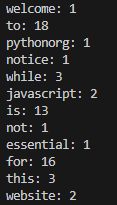 welcome: 1
to: 18
pythonorg: 1
notice: 1
while: 3
javascript: 2
is: 13
not: 1
essential: 1
for: 16
this: 3
website: 2